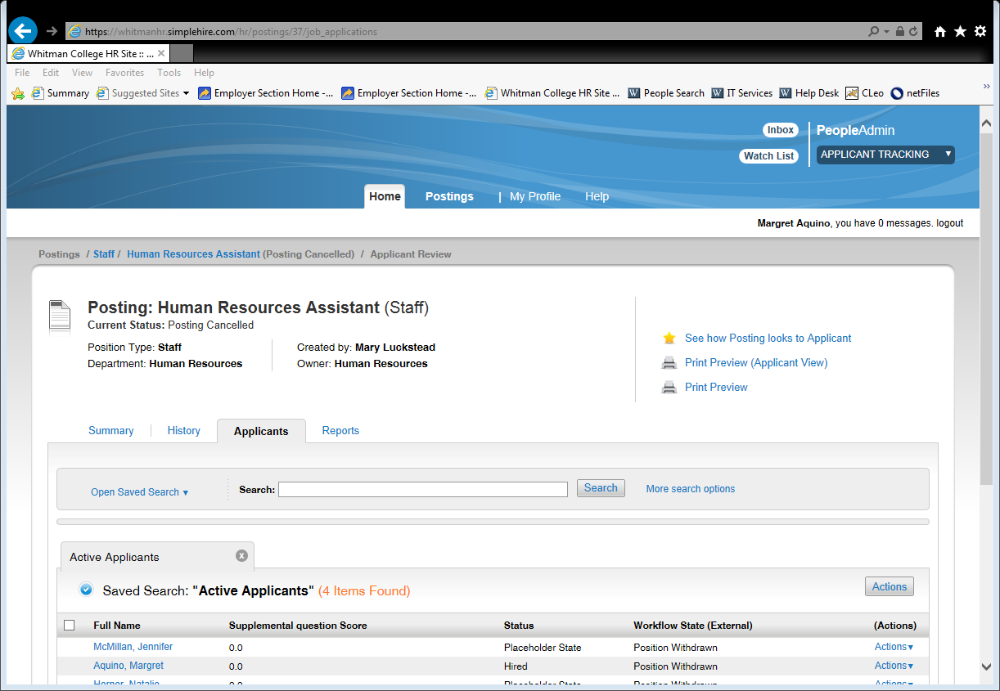 https://whitmanhr.simplehire.com/hr/postings/37/job_applications
Whitman College HR Site :: ...
File Edit View Favorites Tools Help
Summary Suggested Sites Employer Section Home -... Employer Section Home -... Whitman College HR Site ... People Search IT Services Help Desk CLeo netFiles
Inbox PeopleAdmin
Watch List APPLICANT TRACKING
Home Postings | My Profile Help
Margret Aquino, you have 0 messages. logout
Postings / Staff / Human Resources Assistant (Posting Cancelled) / Applicant Review
Posting: Human Resources Assistant (Staff)
Current Status: Posting Cancelled
Position Type: Staff Created by: Mary Luckstead
Department: Human Resources Owner: Human Resources
See how Posting looks to Applicant
Print Preview (Applicant View)
Print Preview
Summary History Applicants Reports
Open Saved Search Search: Search More search options
Active Applicants
Saved Search: "Active Applicants" (4 Items Found) Actions
Full Name Supplemental question Score Status Workflow State (External) (Actions)
McMillan, Jennifer 0.0 Placeholder State Position Withdrawn Actions
Aquino, Margret 0.0 Hired Position Withdrawn Actions
Horner, Natalie 0.0 Placeholder State Position Withdrawn Actions